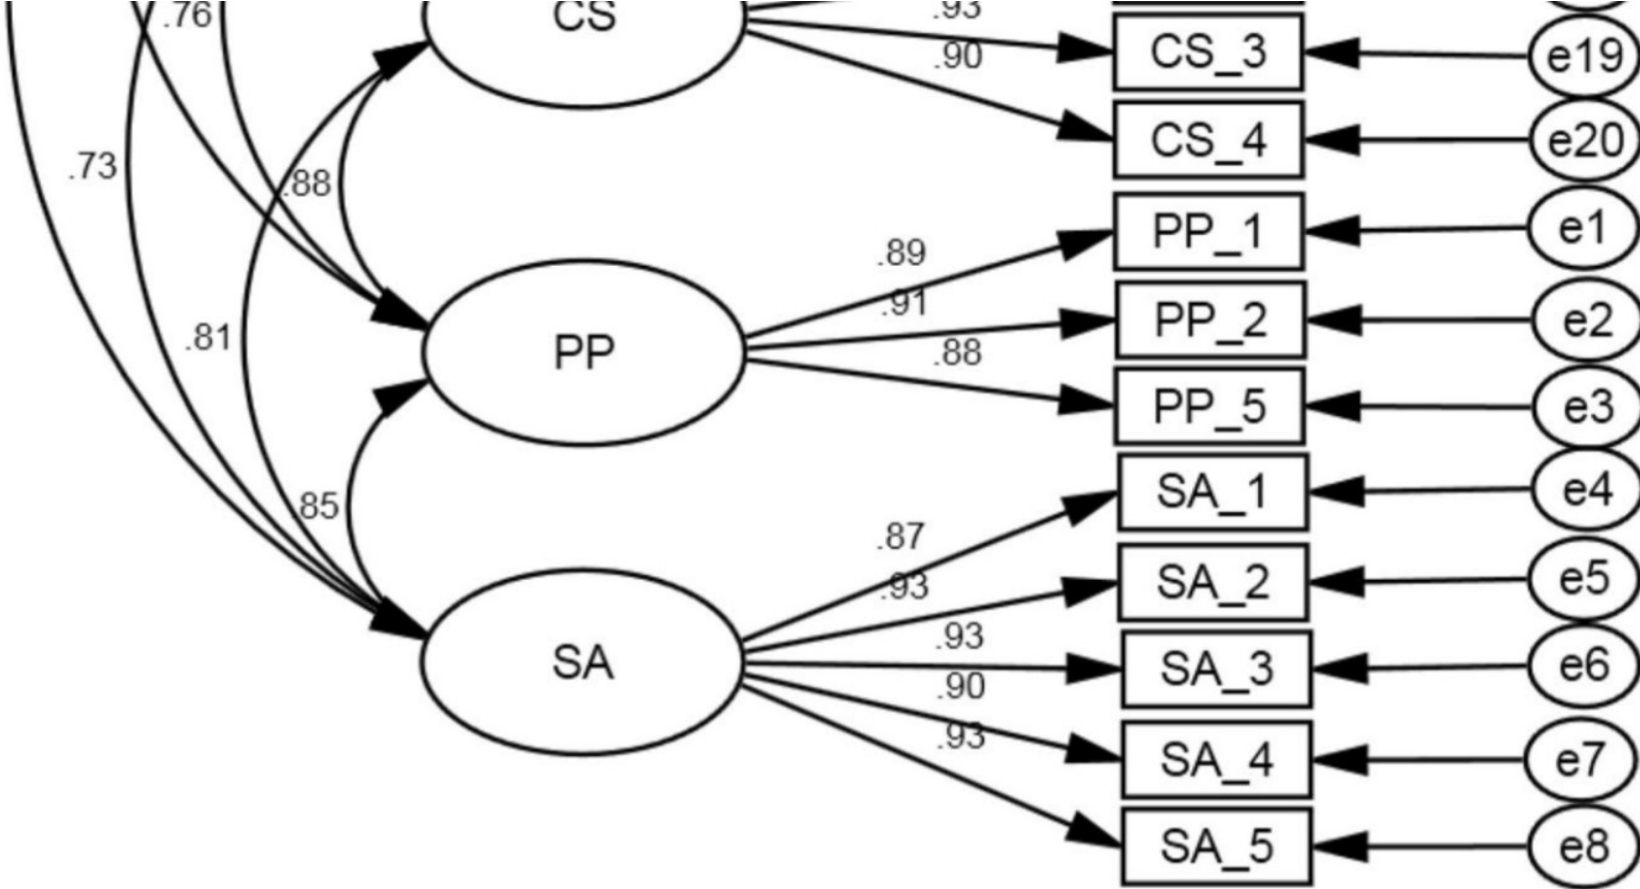 .76
CS
.93
CS_3
e19
.90
CS_4
e20
.73
.88
PP_1
e1
.89
.91
PP_2
e2
.81
PP
.88
PP_5
e3
SA_1
e4
85
.87
.93
SA_2
e5
.93
SA
SA_3
e6
.90
.93
SA_4
e7
SA_5
e8